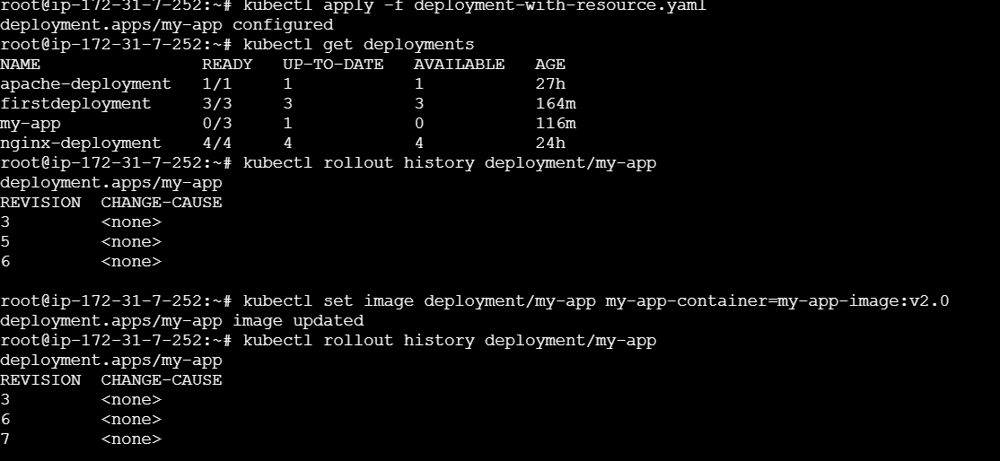 root@ip-172-31-7-252:~# kubectl apply -f deployment-with-resource.yaml
deployment.apps/my-app configured
root@ip-172-31-7-252:~# kubectl get deployments
NAME                READY   UP-TO-DATE   AVAILABLE   AGE
apache-deployment   1/1     1            1           27h
firstdeployment     3/3     3            3           164m
my-app              0/3     1            0           116m
nginx-deployment    4/4     4            4           24h
root@ip-172-31-7-252:~# kubectl rollout history deployment/my-app
deployment.apps/my-app
REVISION  CHANGE-CAUSE
3         <none>
5         <none>
6         <none>
root@ip-172-31-7-252:~# kubectl set image deployment/my-app my-app-container=my-app-image:v2.0
deployment.apps/my-app image updated
root@ip-172-31-7-252:~# kubectl rollout history deployment/my-app
deployment.apps/my-app
REVISION  CHANGE-CAUSE
3         <none>
6         <none>
7         <none>